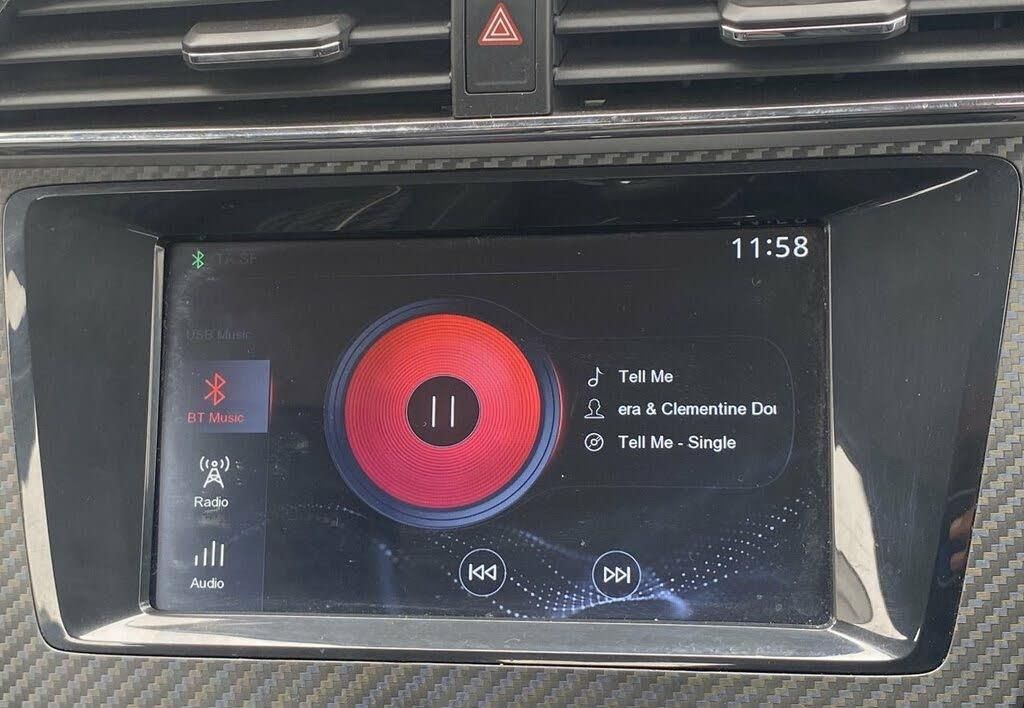 11:58
USB Music
BT Music
Radio
Audio
Tell Me
era & Clementine Dou
Tell Me - Single